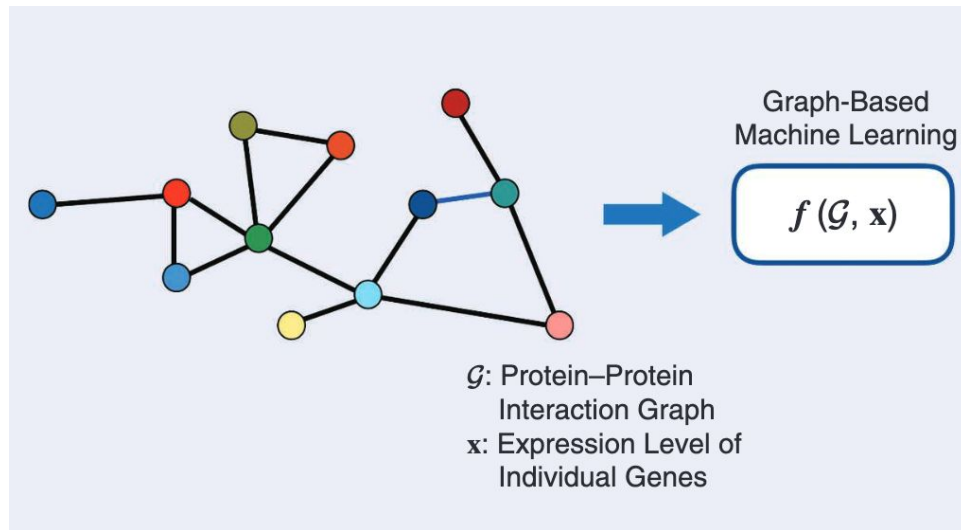 Graph-Based
Machine Learning
f (𝒢, x)
𝒢: Protein–Protein
Interaction Graph
x: Expression Level of
Individual Genes